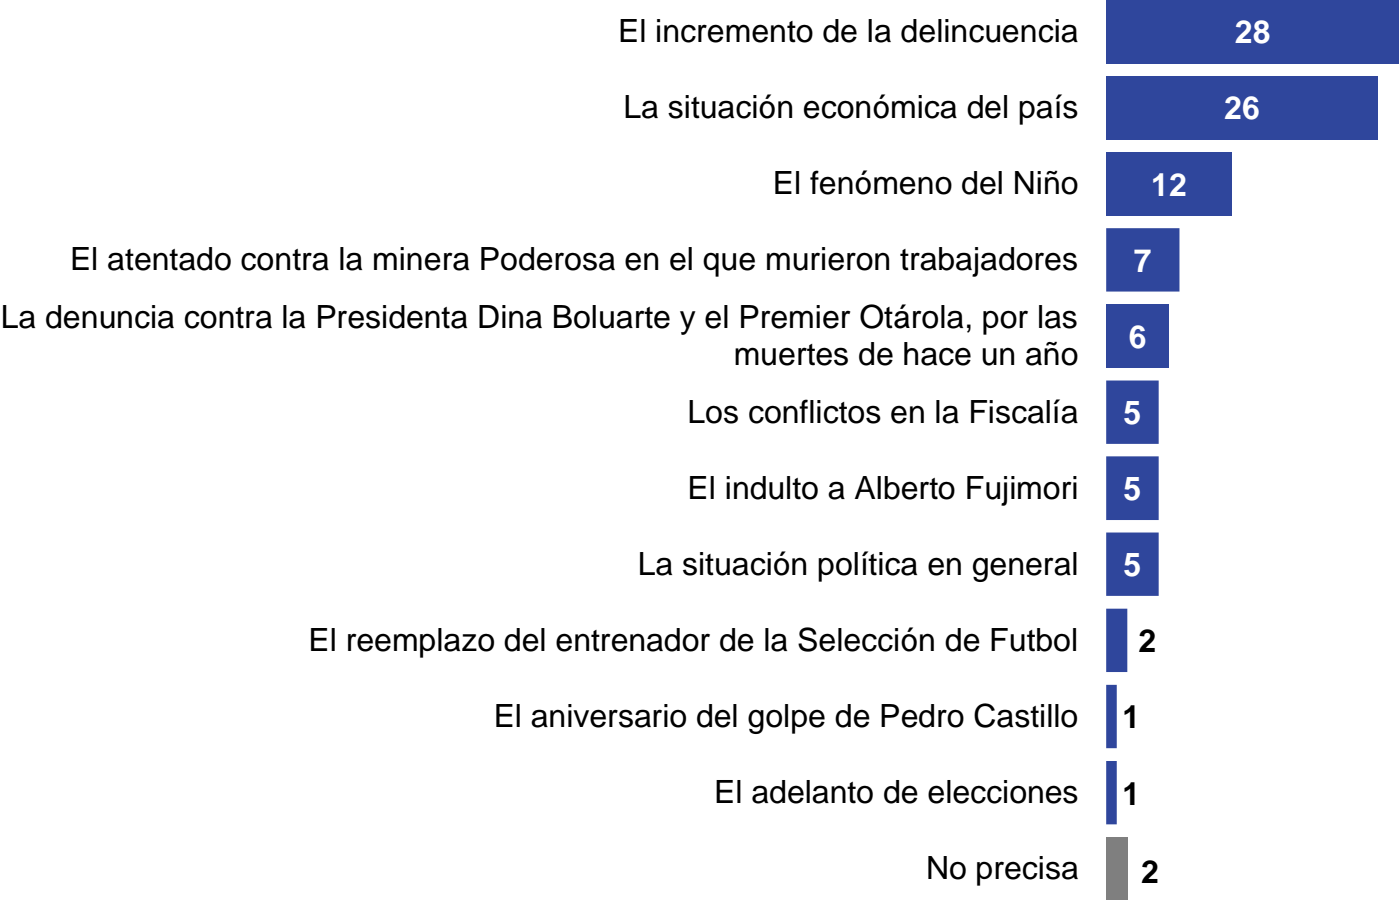 El incremento de la delincuencia 28
La situación económica del país 26
El fenómeno del Niño 12
El atentado contra la minera Poderosa en el que murieron trabajadores 7
La denuncia contra la Presidenta Dina Boluarte y el Premier Otárola, por las
muertes de hace un año 6
Los conflictos en la Fiscalía 5
El indulto a Alberto Fujimori 5
La situación política en general 5
El reemplazo del entrenador de la Selección de Futbol 2
El aniversario del golpe de Pedro Castillo 1
El adelanto de elecciones 1
No precisa 2